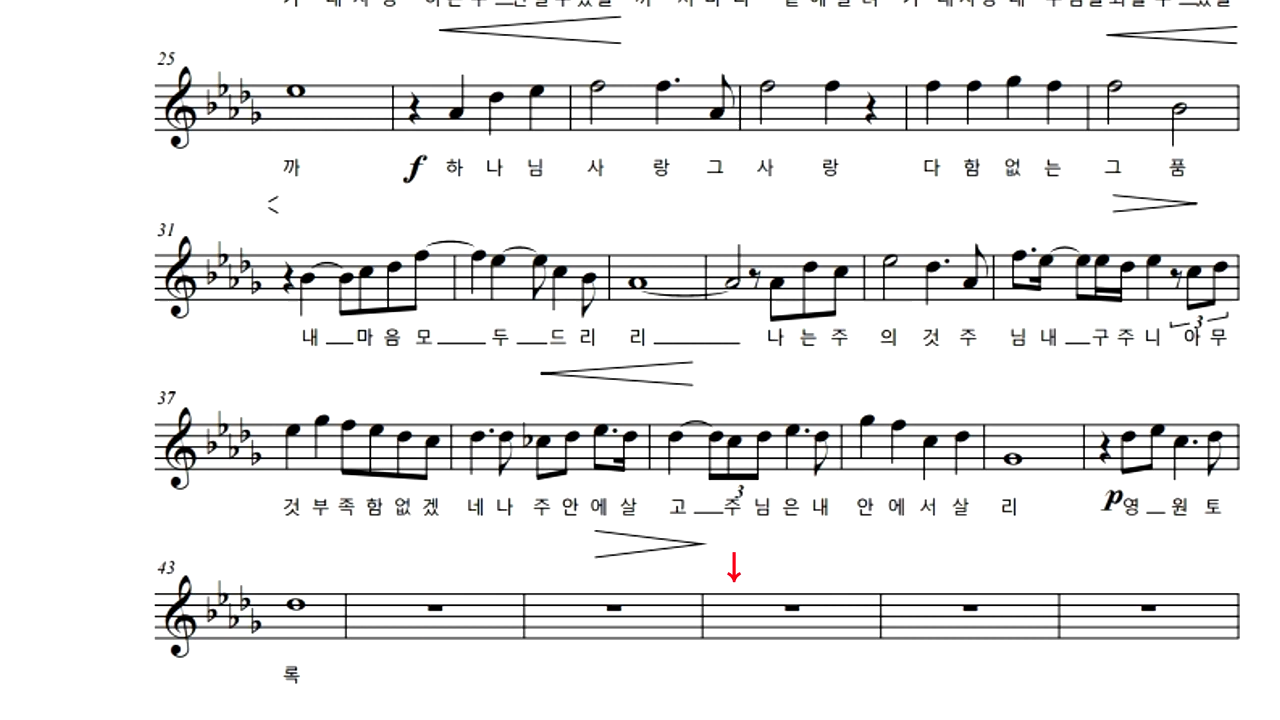 25
까 f 하 나 님 사 랑 그 사 랑 다 함 없 는 그 품
31
내 마 음 모 두 드 리 리 나 는 주 의 것 주 님 내 구 주 니 아 무
3
37
것 부 족 함 없 겠 네 나 주 안 에 살 고 주 님 은 내 안 에 서 살 리 p 영 원 토
3
43
록